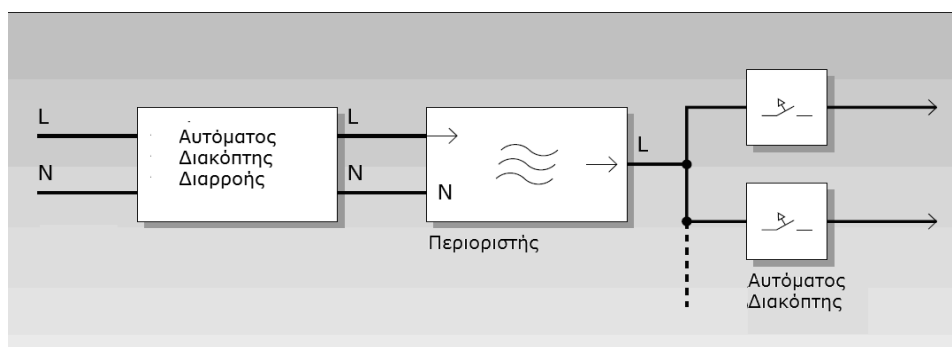 L
N
Αυτόματος
Διακόπτης
Διαρροής
L
N
N
Περιοριστής
L
Αυτόματος
Διακόπτης